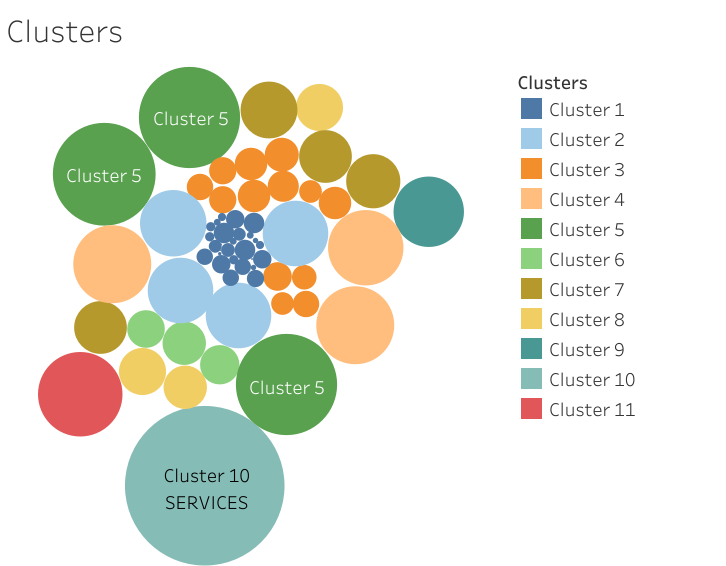 Clusters
Cluster 5
Cluster 5
Cluster 5
Cluster 10
SERVICES
Clusters
Cluster 1
Cluster 2
Cluster 3
Cluster 4
Cluster 5
Cluster 6
Cluster 7
Cluster 8
Cluster 9
Cluster 10
Cluster 11